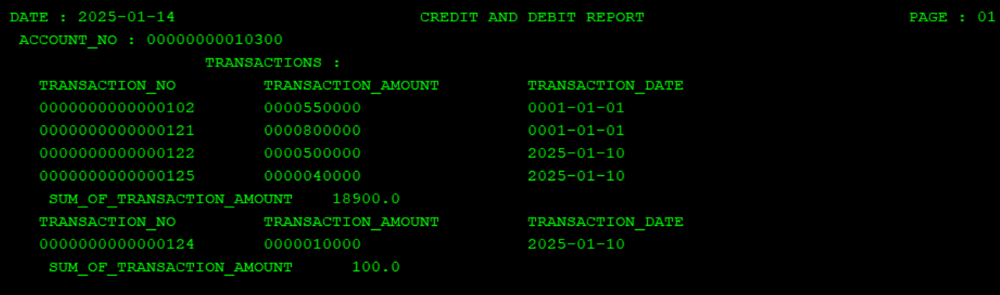 DATE : 2025-01-14 CREDIT AND DEBIT REPORT PAGE : 01
ACCOUNT_NO : 00000000010300
TRANSACTIONS :
TRANSACTION_NO TRANSACTION_AMOUNT TRANSACTION_DATE
0000000000000102 0000550000 0001-01-01
0000000000000121 0000800000 0001-01-01
0000000000000122 0000500000 2025-01-10
0000000000000125 0000040000 2025-01-10
SUM_OF_TRANSACTION_AMOUNT 18900.0
TRANSACTION_NO TRANSACTION_AMOUNT TRANSACTION_DATE
0000000000000124 0000010000 2025-01-10
SUM_OF_TRANSACTION_AMOUNT 100.0